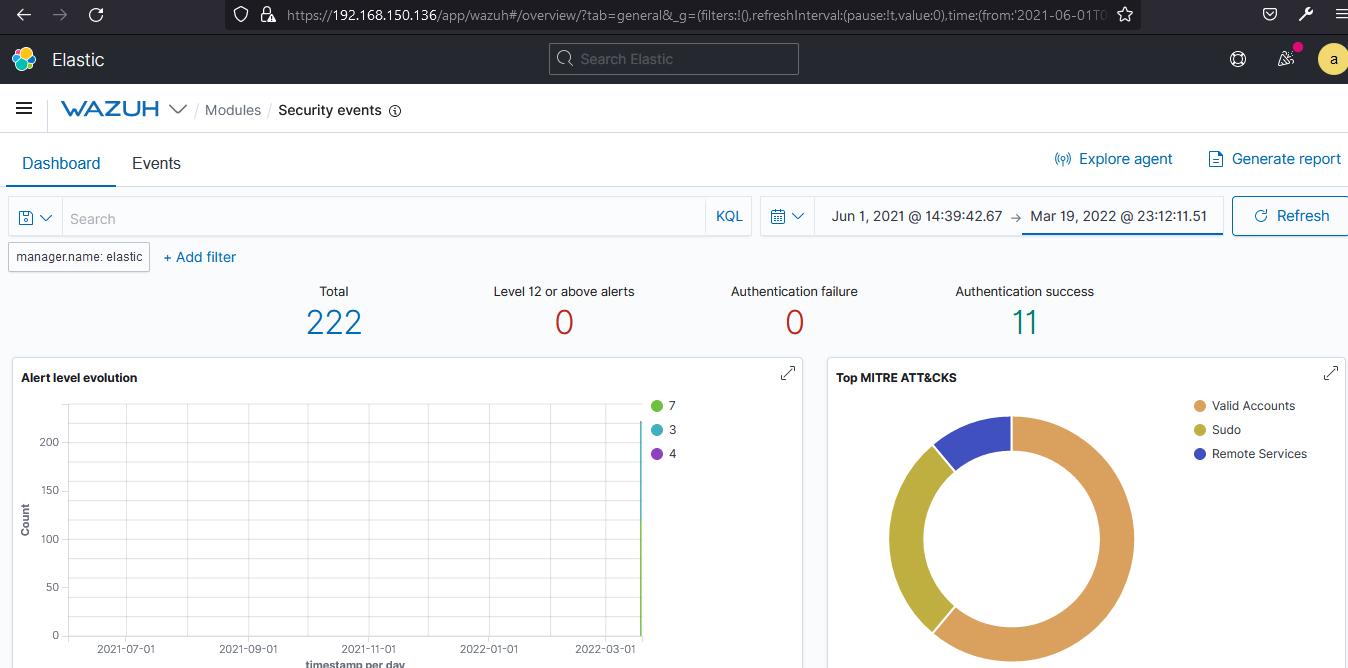 https://192.168.150.136/app/wazuh#/overview/?tab=general&_g=(filters:!(),refreshInterval:(pause:!t,value:0),time:(from:'2021-06-01T0
Elastic
Search Elastic
a
WAZUH / Modules / Security events
Dashboard Events
Explore agent Generate report
Search KQL
Jun 1, 2021 @ 14:39:42.67 → Mar 19, 2022 @ 23:12:11.51
Refresh
manager.name: elastic + Add filter
Total
222
Level 12 or above alerts
0
Authentication failure
0
Authentication success
11
Alert level evolution
Count
200
150
100
50
0
2021-07-01 2021-09-01 2021-11-01 2022-01-01 2022-03-01
timestamp per day
7
3
4
Top MITRE ATT&CKS
Valid Accounts
Sudo
Remote Services